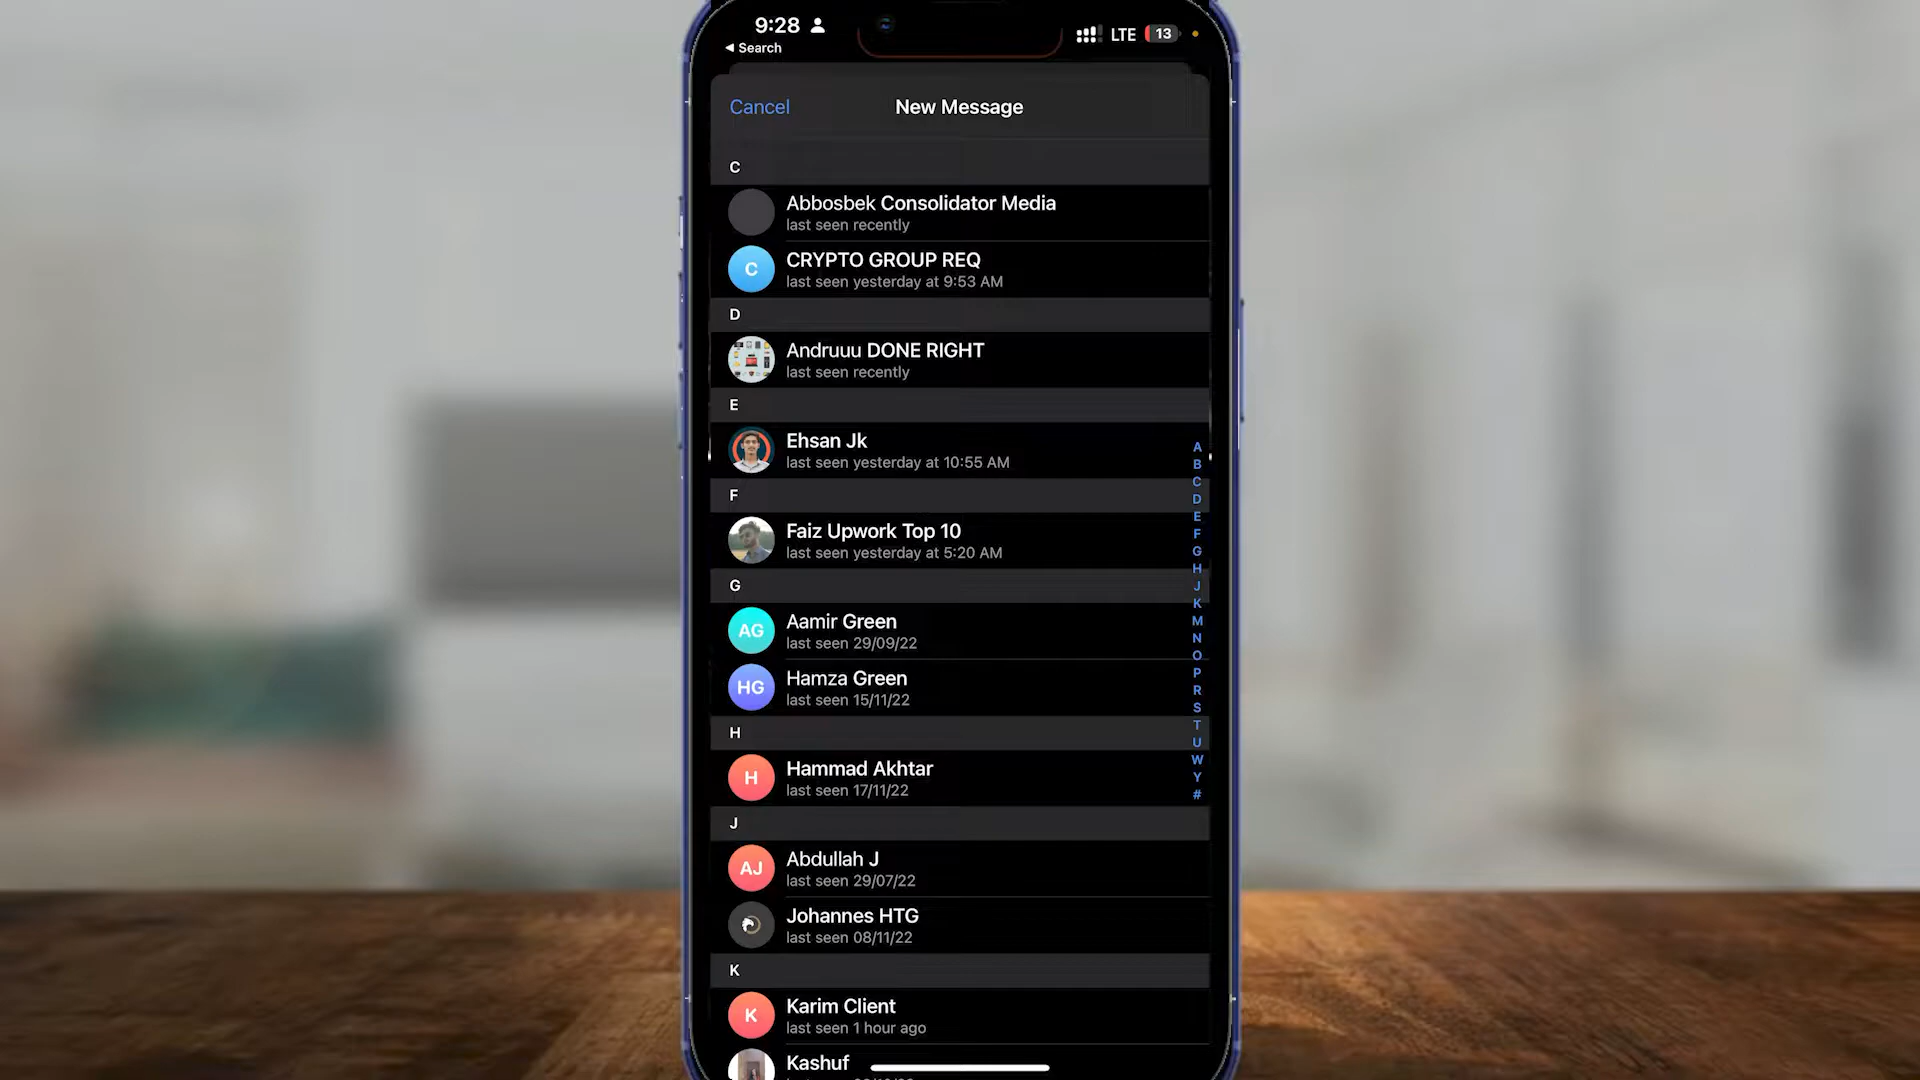 9:28
LTE 13
Search
Cancel
New Message
C
Abbosbek Consolidator Media
last seen recently
C
CRYPTO GROUP REQ
last seen yesterday at 9:53 AM
D
Andruuu DONE RIGHT
last seen recently
E
Ehsan Jk
last seen yesterday at 10:55 AM
F
Faiz Upwork Top 10
last seen yesterday at 5:20 AM
G
AG
Aamir Green
last seen 29/09/22
HG
Hamza Green
last seen 15/11/22
H
H
Hammad Akhtar
last seen 17/11/22
J
AJ
Abdullah J
last seen 29/07/22
Johannes HTG
last seen 08/11/22
K
K
Karim Client
last seen 1 hour ago
Kashuf
A
B
C
D
E
F
G
H
J
K
M
N
O
P
R
S
T
U
W
Y
#